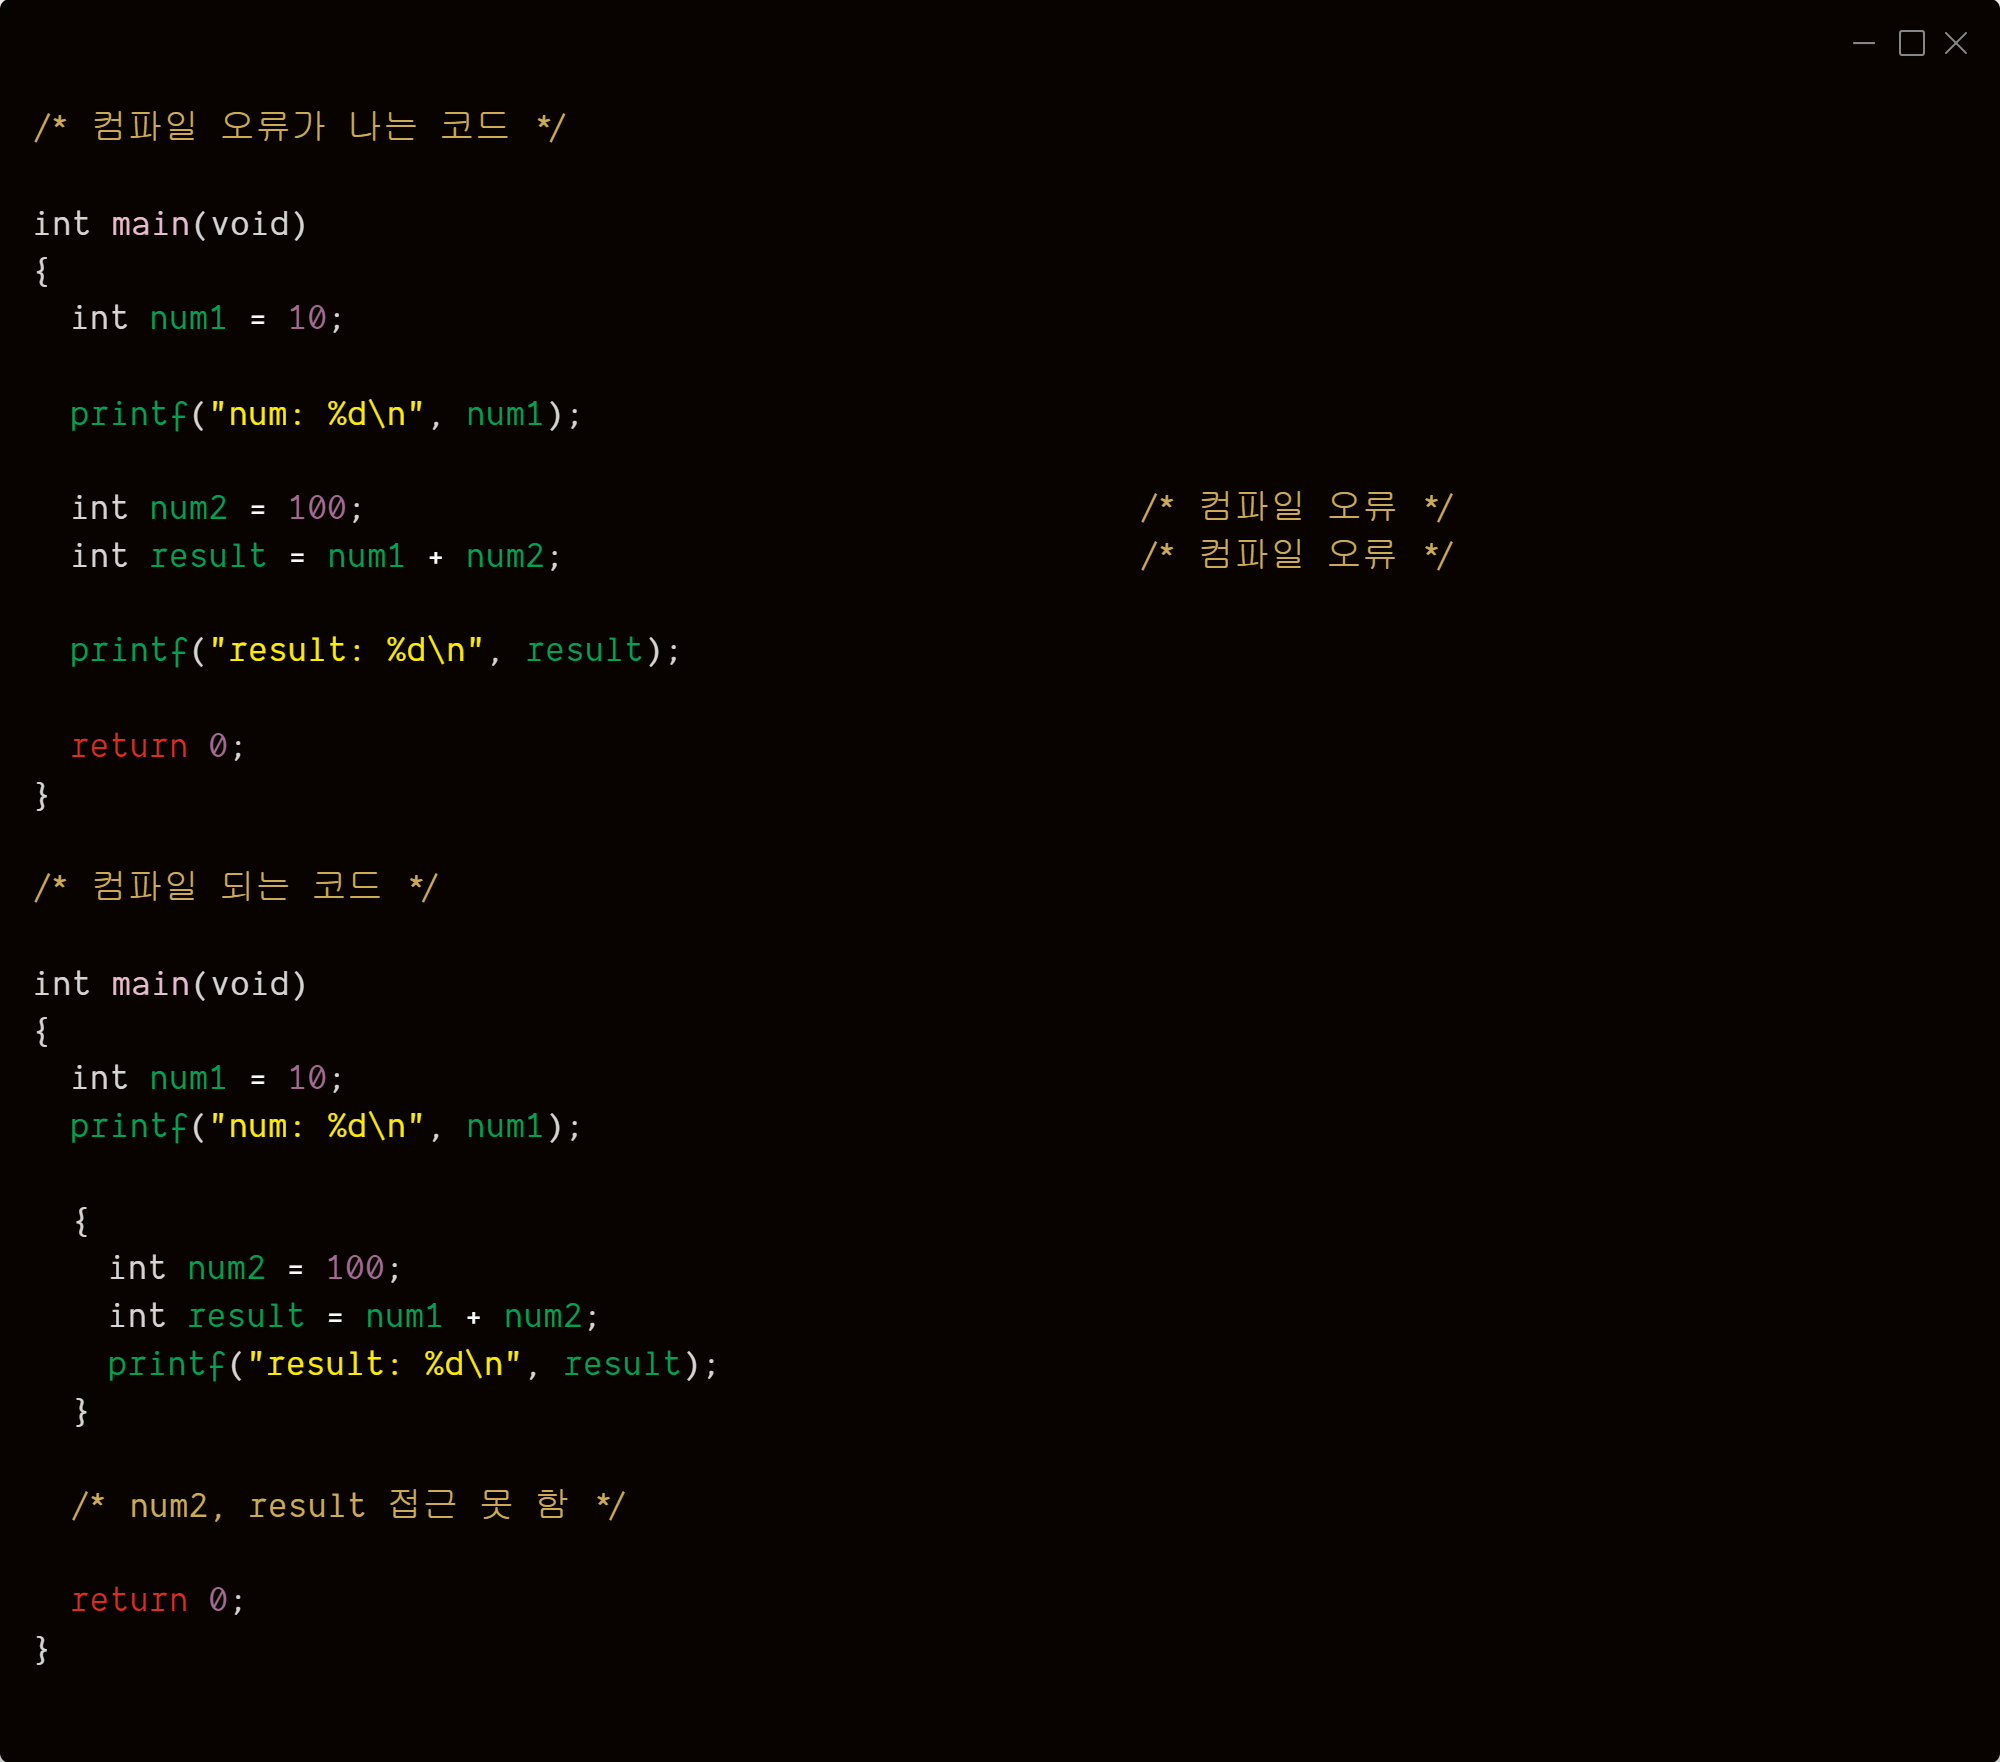 /* 컴파일 오류가 나는 코드 */
int main(void)
{
int num1 = 10;
printf("num: %d\n", num1);
int num2 = 100; /* 컴파일 오류 */
int result = num1 + num2; /* 컴파일 오류 */
printf("result: %d\n", result);
return 0;
}
/* 컴파일 되는 코드 */
int main(void)
{
int num1 = 10;
printf("num: %d\n", num1);
{
int num2 = 100;
int result = num1 + num2;
printf("result: %d\n", result);
}
/* num2, result 접근 못 함 */
return 0;
}